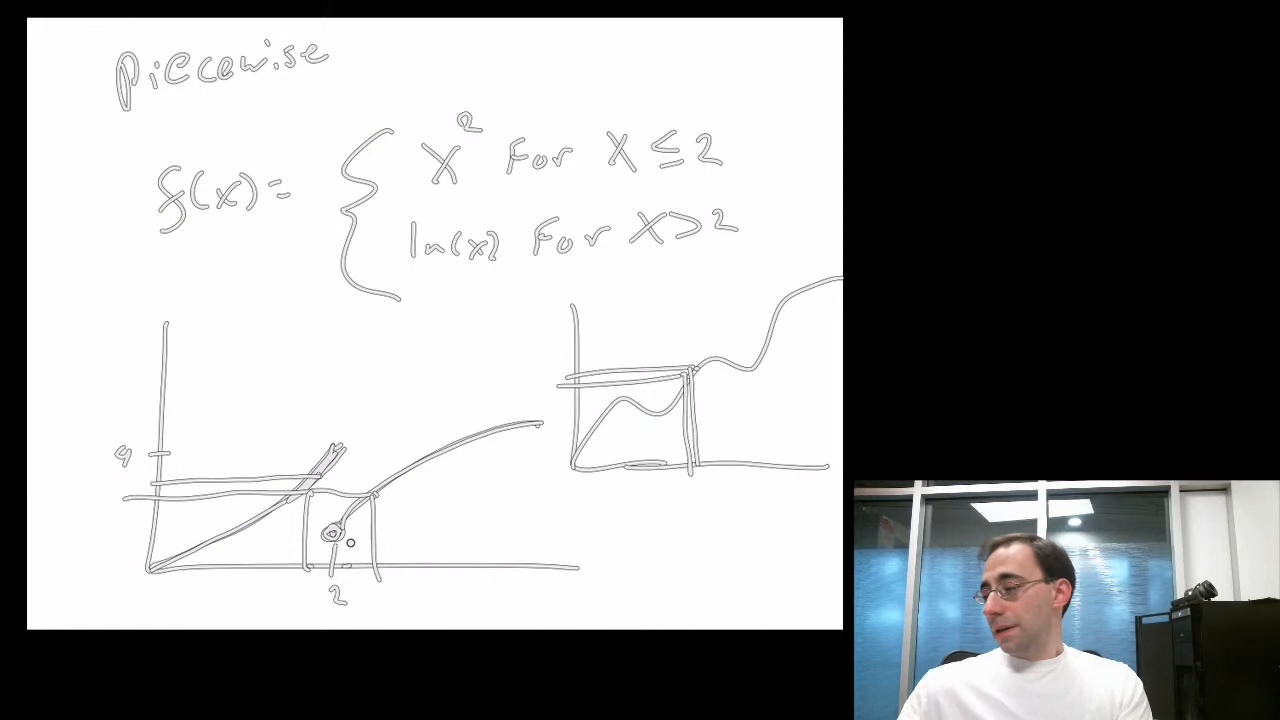 piecewise
f(x) = { x² for x ≤ 2
ln(x) for x > 2
4
2